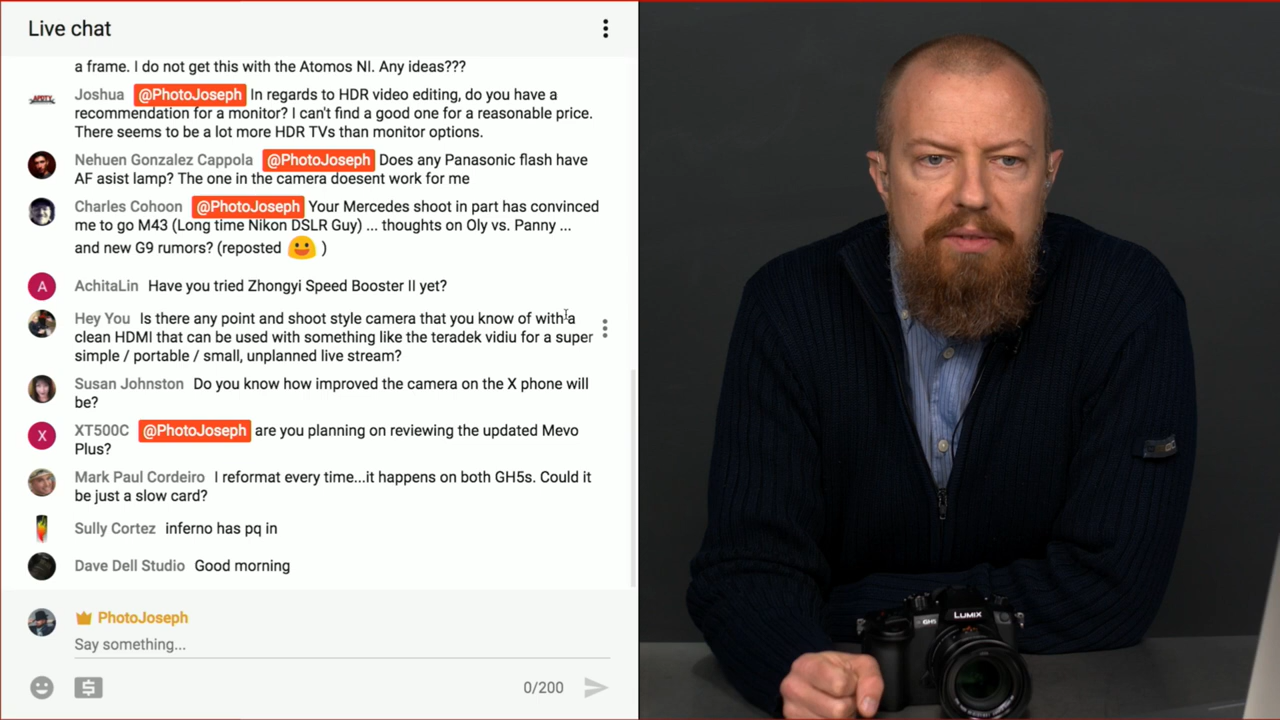 Live chat
a frame. I do not get this with the Atomos NI. Any ideas???
Joshua @PhotoJoseph In regards to HDR video editing, do you have a
recommendation for a monitor? I can't find a good one for a reasonable price.
There seems to be a lot more HDR TVs than monitor options.
Nehuen Gonzalez Cappola @PhotoJoseph Does any Panasonic flash have
AF asist lamp? The one in the camera doesent work for me
Charles Cohoon @PhotoJoseph Your Mercedes shoot in part has convinced
me to go M43 (Long time Nikon DSLR Guy) ... thoughts on Oly vs. Panny ...
and new G9 rumors? (reposted 😃 )
A
AchitaLin Have you tried Zhongyi Speed Booster II yet?
Hey You Is there any point and shoot style camera that you know of with a
clean HDMI that can be used with something like the teradek vidiu for a super
simple / portable / small, unplanned live stream?
Susan Johnston Do you know how improved the camera on the X phone will
be?
X
XT500C @PhotoJoseph are you planning on reviewing the updated Mevo
Plus?
Mark Paul Cordeiro I reformat every time...it happens on both GH5s. Could it
be just a slow card?
Sully Cortez inferno has pq in
Dave Dell Studio Good morning
PhotoJoseph
Say something...
$
0/200
LUMIX
GH5